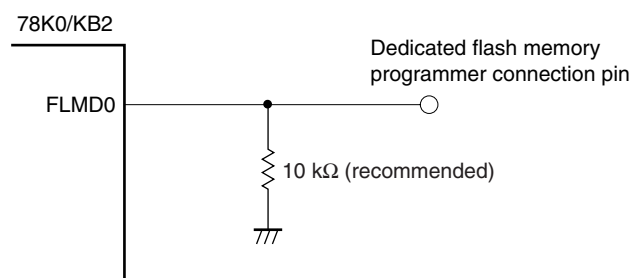 78K0/KB2
Dedicated flash memory
programmer connection pin
FLMD0
10 kΩ (recommended)